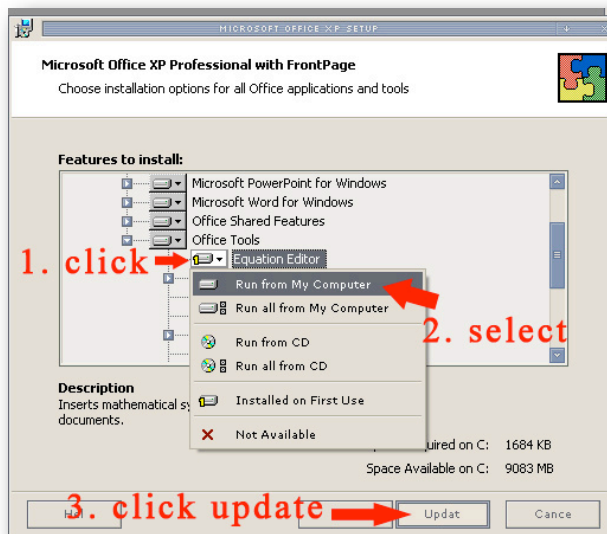 MICROSOFT OFFICE XP SETUP
Microsoft Office XP Professional with FrontPage
Choose installation options for all Office applications and tools
Features to install:
Microsoft PowerPoint for Windows
Microsoft Word for Windows
Office Shared Features
Office Tools
1. click
Equation Editor
Run from My Computer
Run all from My Computer
2. select
Run from CD
Run all from CD
Installed on First Use
Not Available
Description
Inserts mathematical sy
documents.
uired on C: 1684 KB
Space Available on C: 9083 MB
3. click update
Updat
Cance